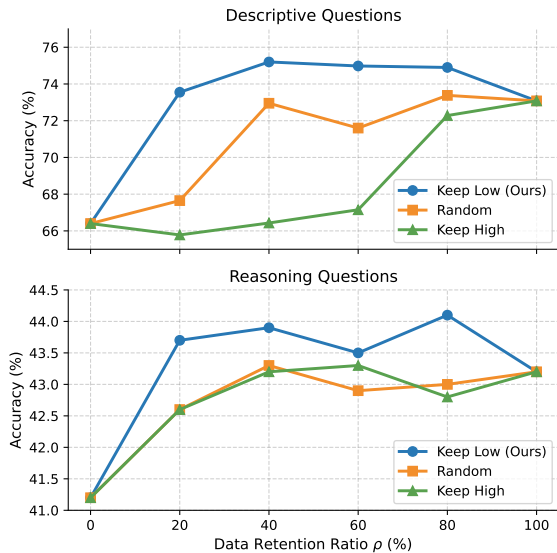 Descriptive Questions
Accuracy (%)
76
74
72
70
68
66
Keep Low (Ours)
Random
Keep High
Reasoning Questions
Accuracy (%)
44.5
44.0
43.5
43.0
42.5
42.0
41.5
41.0
Keep Low (Ours)
Random
Keep High
0 20 40 60 80 100
Data Retention Ratio ρ (%)